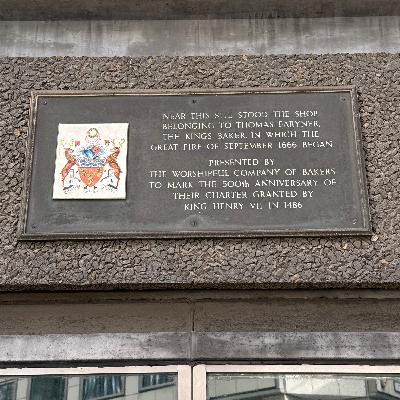 NEAR THIS SITE STOOD THE SHOP
BELONGING TO THOMAS FARYNER,
THE KING'S BAKER, IN WHICH THE
GREAT FIRE OF SEPTEMBER 1666 BEGAN.
PRESENTED BY
THE WORSHIPFUL COMPANY OF BAKERS
TO MARK THE 500th ANNIVERSARY OF
THEIR CHARTER GRANTED BY
KING HENRY VII IN 1486